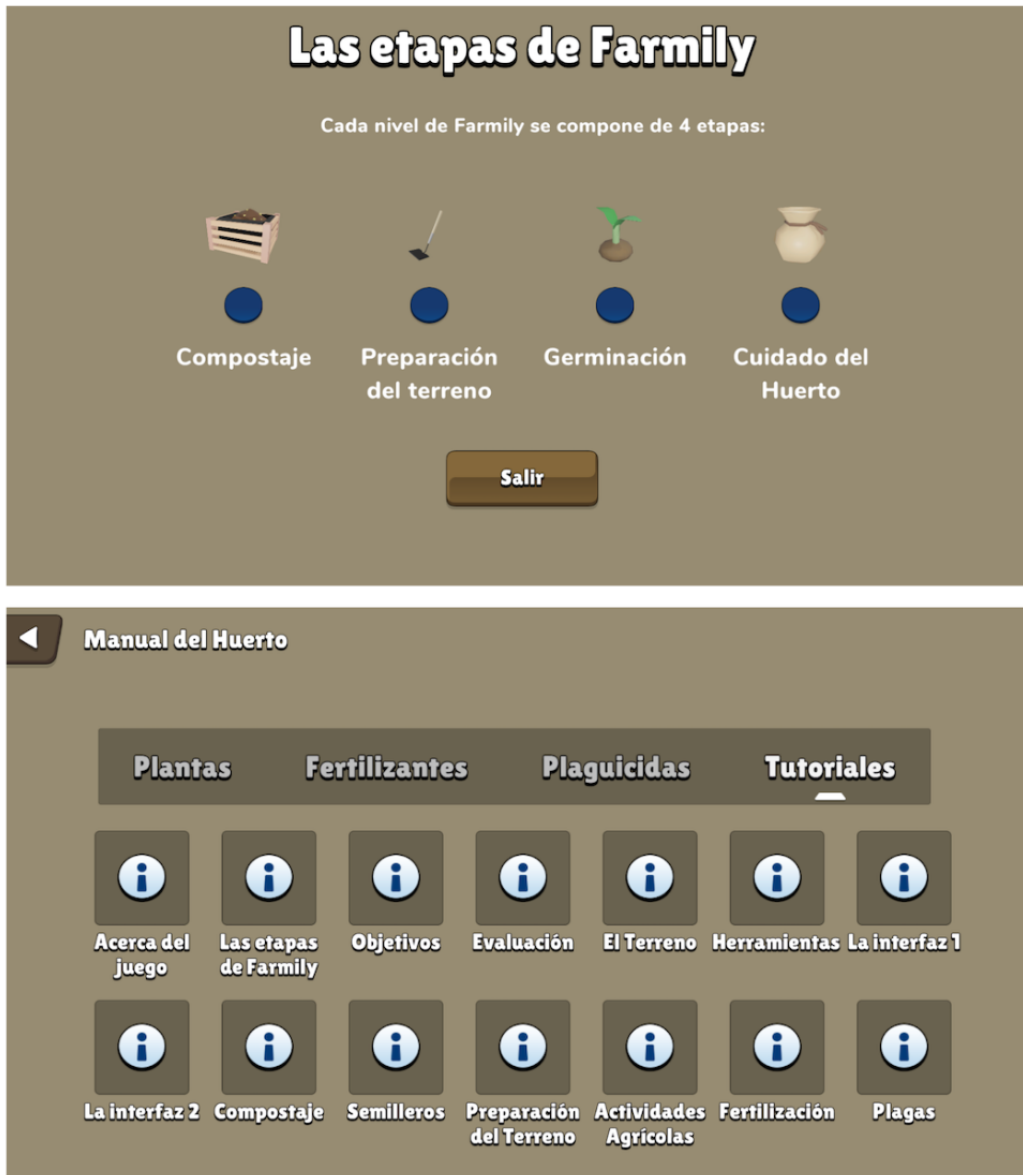 Las etapas de Farmily
Cada nivel de Farmily se compone de 4 etapas:
Compostaje
Preparación
del terreno
Germinación
Cuidado del
Huerto
Salir
Manual del Huerto
Plantas
Fertilizantes
Plaguicidas
Tutoriales
Acerca del
juego
Las etapas
de Farmily
Objetivos
Evaluación
El Terreno
Herramientas
La interfaz 1
La interfaz 2
Compostaje
Semilleros
Preparación
del Terreno
Actividades
Agrícolas
Fertilización
Plagas